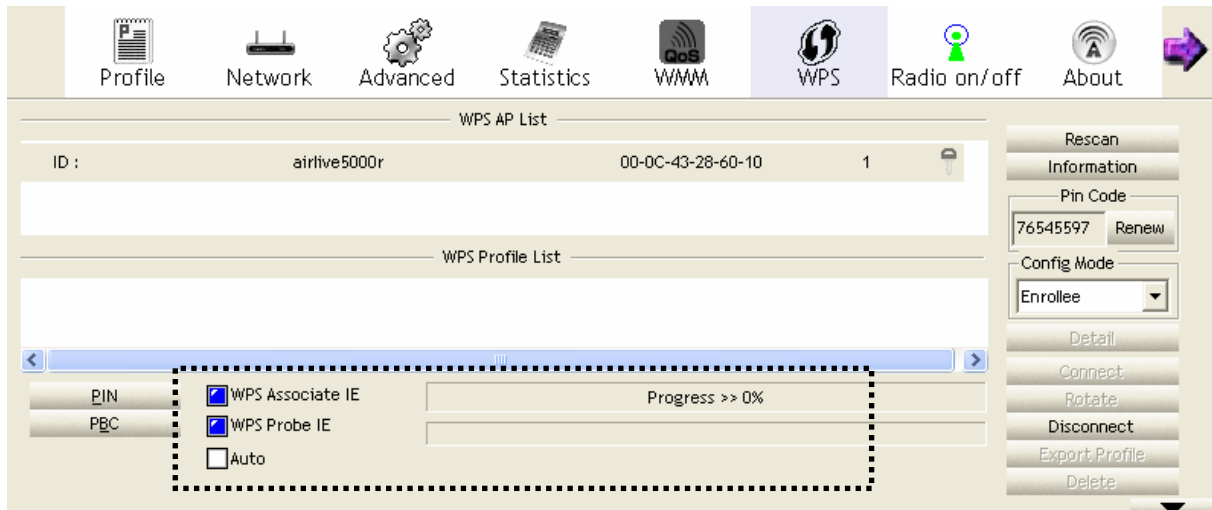 Profile Network Advanced Statistics QoS WMM WPS Radio on/off About
WPS AP List
ID : airlive5000r 00-0C-43-28-60-10 1
WPS Profile List
Rescan
Information
Pin Code
76545597 Renew
Config Mode
Enrollee
Detail
Connect
Rotate
Disconnect
Export Profile
Delete
PIN
PBC
WPS Associate IE Progress >> 0%
WPS Probe IE
Auto